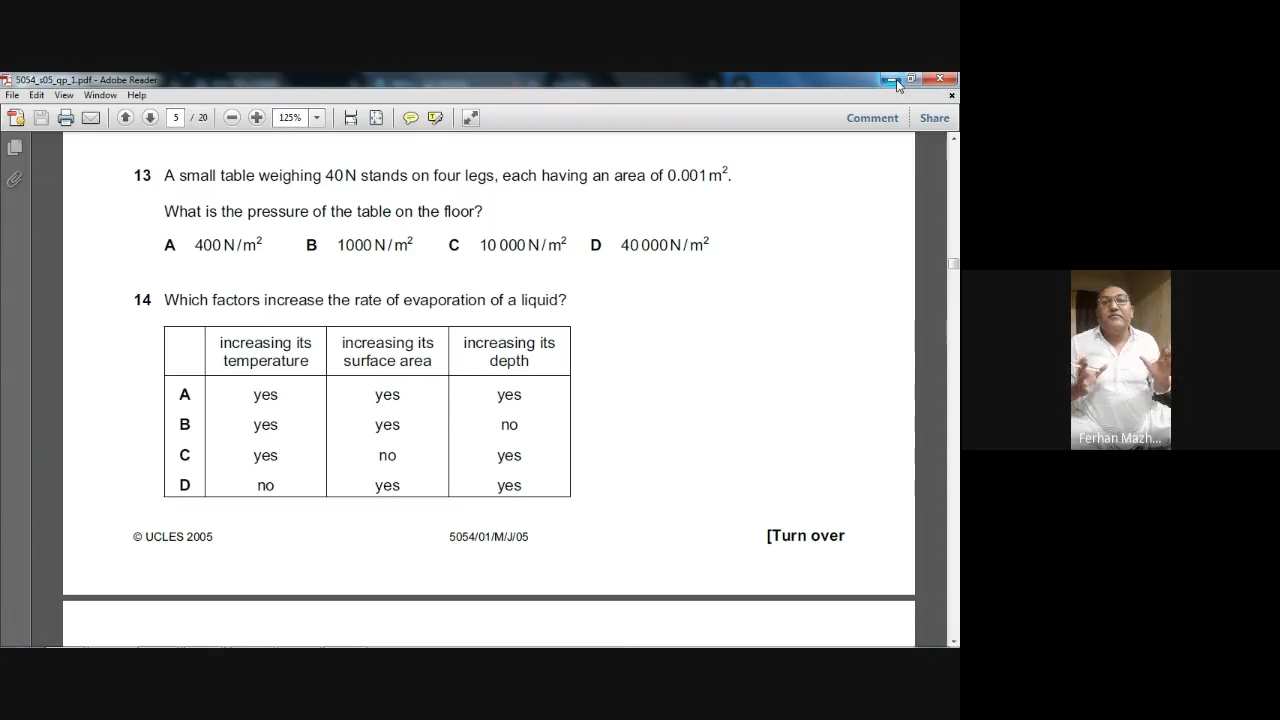 5054_s05_qp_1.pdf - Adobe Reader
File Edit View Window Help
5 / 20 125% Comment Share
13 A small table weighing 40 N stands on four legs, each having an area of 0.001 m².
What is the pressure of the table on the floor?
A 400 N / m² B 1000 N / m² C 10 000 N / m² D 40 000 N / m²
14 Which factors increase the rate of evaporation of a liquid?
increasing its temperature increasing its surface area increasing its depth
A yes yes yes
B yes yes no
C yes no yes
D no yes yes
© UCLES 2005 5054/01/M/J/05 [Turn over
Ferhan Mazh...